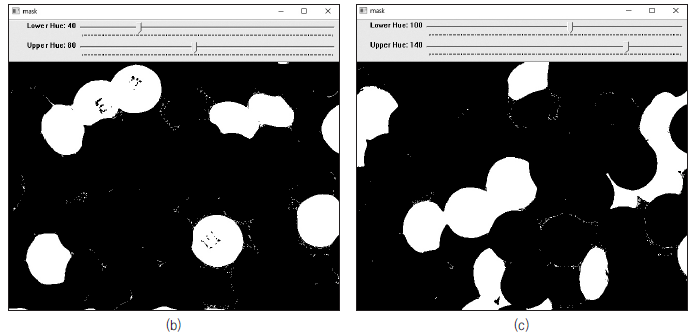 mask
Lower Hue: 40
Upper Hue: 80
(b)
mask
Lower Hue: 100
Upper Hue: 140
(c)